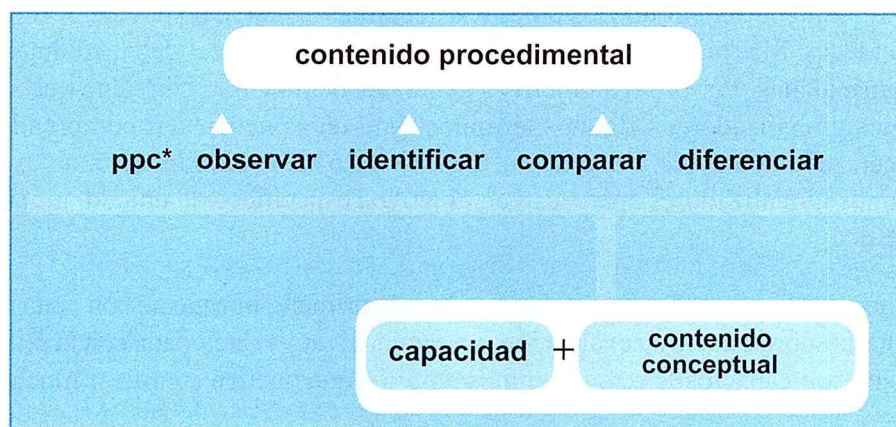 contenido procedimental
ppc* observar identificar comparar diferenciar
capacidad + contenido
conceptual